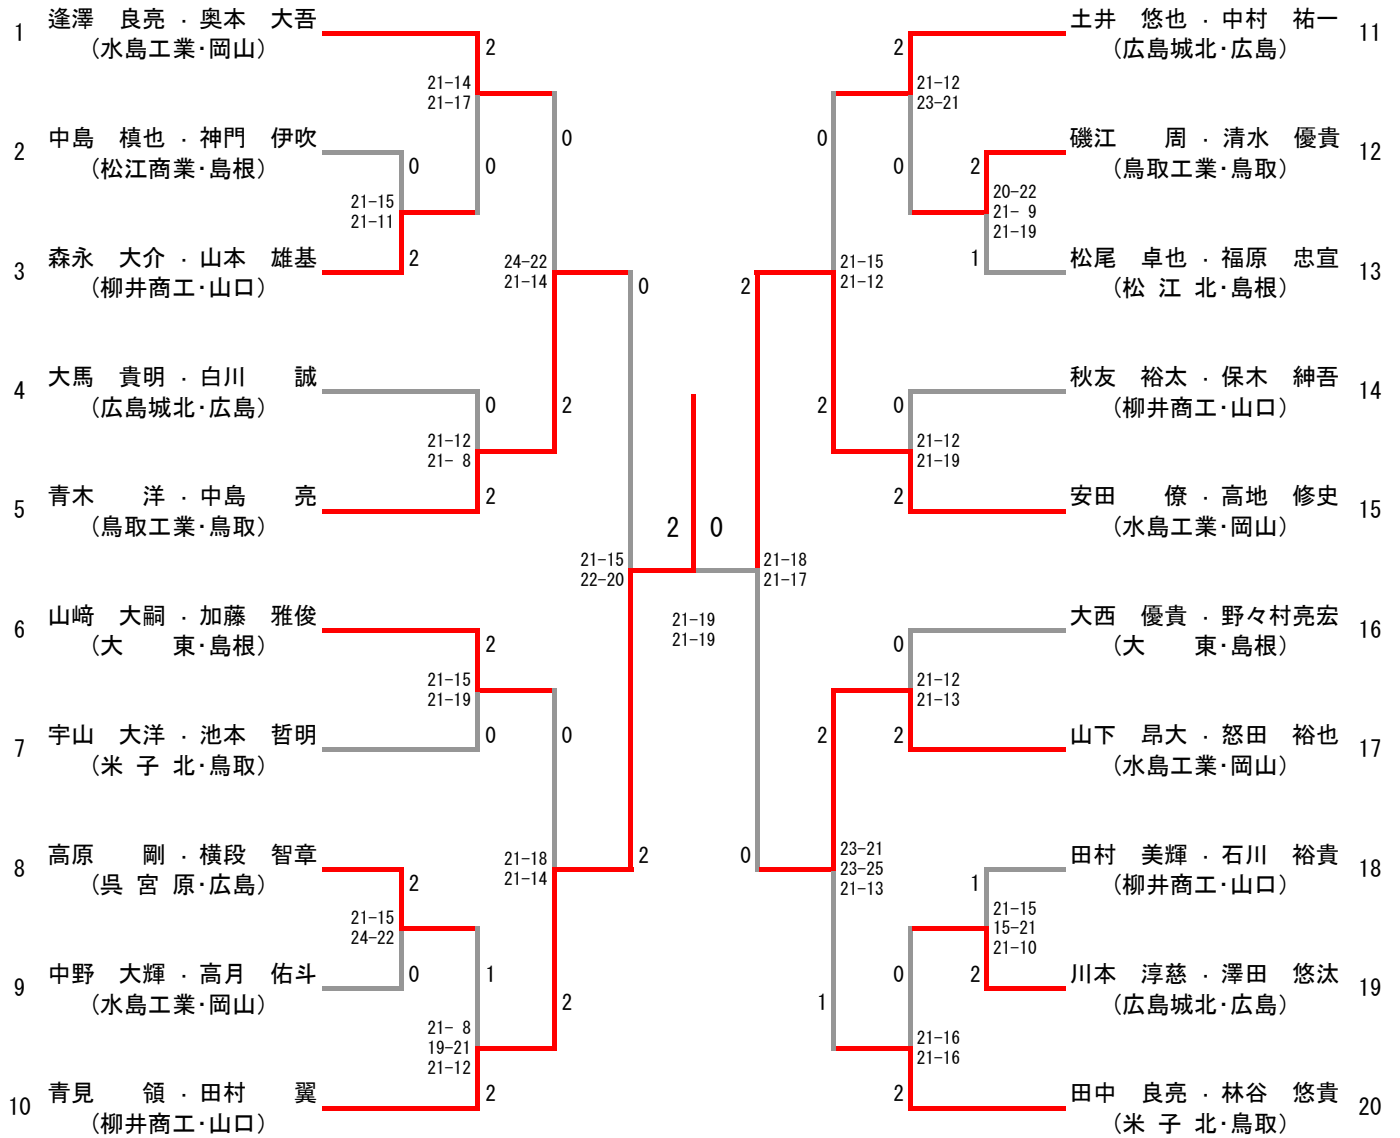 1 逢澤 良亮 ・ 奥本 大吾
(水島工業・岡山)
2 中島 槙也 ・ 神門 伊吹
(松江商業・島根)
3 森永 大介 ・ 山本 雄基
(柳井商工・山口)
4 大馬 貴明 ・ 白川 誠
(広島城北・広島)
5 青木 洋 ・ 中島 亮
(鳥取工業・鳥取)
6 山﨑 大嗣 ・ 加藤 雅俊
(大 東・島根)
7 宇山 大洋 ・ 池本 哲明
(米 子 北・鳥取)
8 高原 剛 ・ 横段 智章
(呉 宮 原・広島)
9 中野 大輝 ・ 高月 佑斗
(水島工業・岡山)
10 青見 領 ・ 田村 翼
(柳井商工・山口)
2
21-14
21-17
0
0
21-15
21-11
2
0
24-22
21-14
2
0
21-12
21- 8
2
0
21-15
22-20
2
2
21-15
21-19
0
0
21-18
21-14
2
2
21-15
24-22
0
1
21- 8
19-21
21-12
2
2 0
21-19
21-19
土井 悠也 ・ 中村 祐一 11
(広島城北・広島)
磯江 周 ・ 清水 優貴 12
(鳥取工業・鳥取)
松尾 卓也 ・ 福原 忠宣 13
(松 江 北・島根)
秋友 裕太 ・ 保木 紳吾 14
(柳井商工・山口)
安田 僚 ・ 高地 修史 15
(水島工業・岡山)
大西 優貴 ・ 野々村亮宏 16
(大 東・島根)
山下 昂大 ・ 怒田 裕也 17
(水島工業・岡山)
田村 美輝 ・ 石川 裕貴 18
(柳井商工・山口)
川本 淳慈 ・ 澤田 悠汰 19
(広島城北・広島)
田中 良亮 ・ 林谷 悠貴 20
(米 子 北・鳥取)
2
21-12
23-21
0
2
20-22
21- 9
21-19
1
0
21-15
21-12
2
0
21-12
21-19
2
2
21-18
21-17
0
0
21-12
21-13
2
2
23-21
23-25
21-13
1
1
21-15
15-21
21-10
2
0
21-16
21-16
2